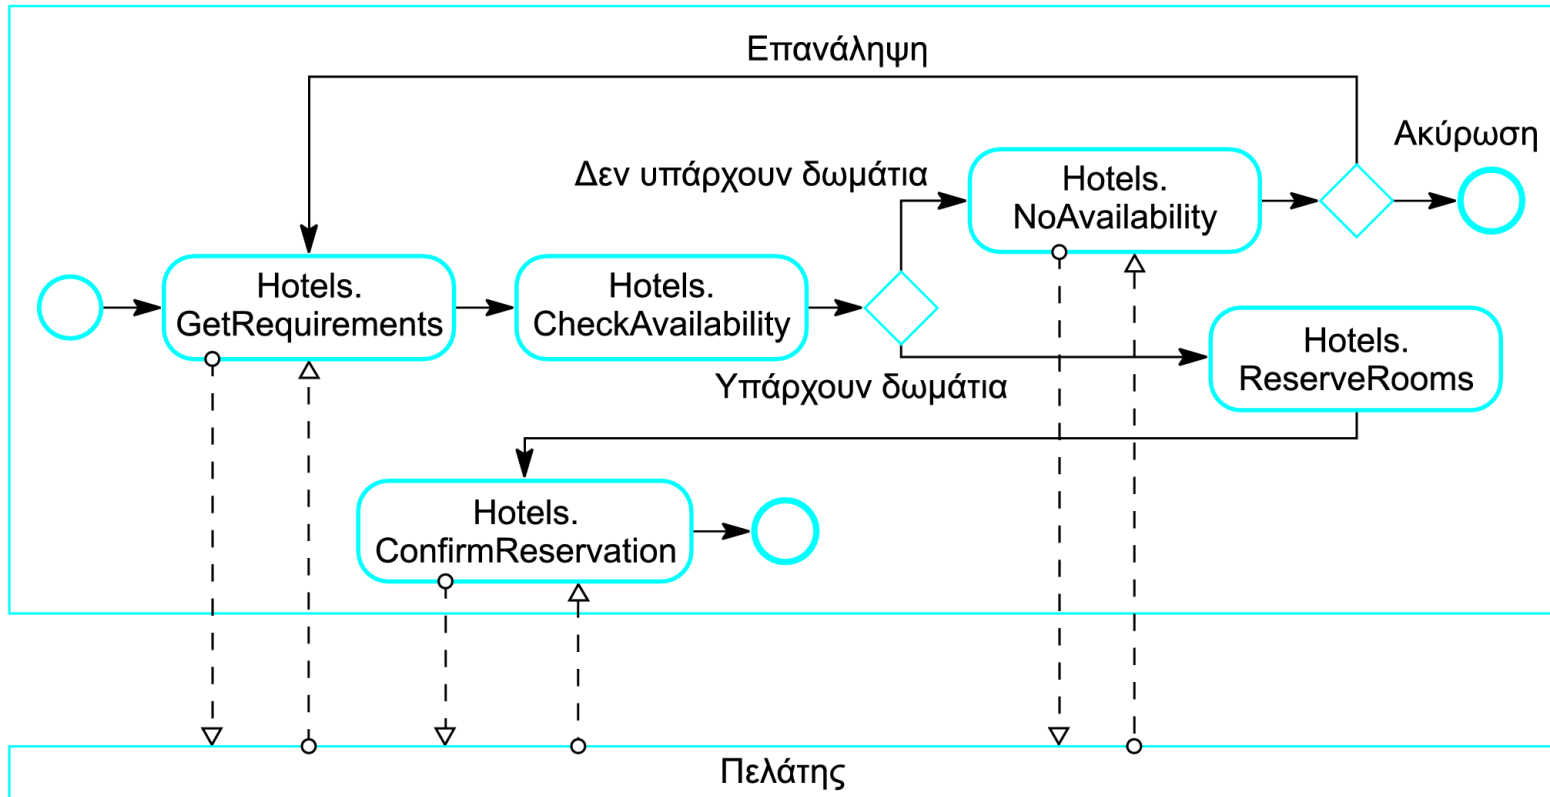 Επανάληψη
Ακύρωση
Δεν υπάρχουν δωμάτια
Hotels.
NoAvailability
Hotels.
GetRequirements
Hotels.
CheckAvailability
Hotels.
ReserveRooms
Υπάρχουν δωμάτια
Hotels.
ConfirmReservation
Πελάτης